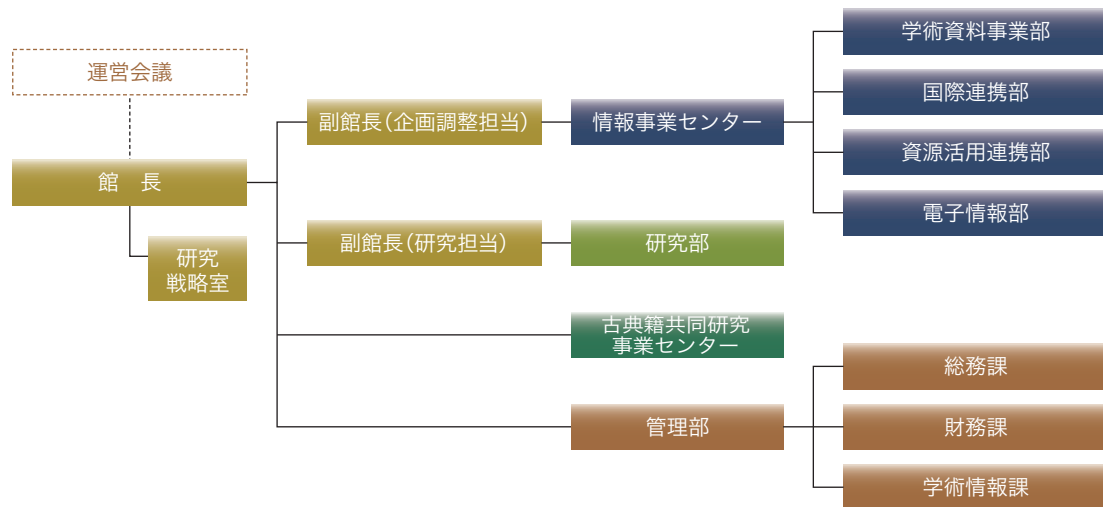 運営会議
館　長
研究
戦略室
副館長(企画調整担当)
情報事業センター
学術資料事業部
国際連携部
資源活用連携部
電子情報部
副館長(研究担当)
研究部
古典籍共同研究
事業センター
管理部
総務課
財務課
学術情報課